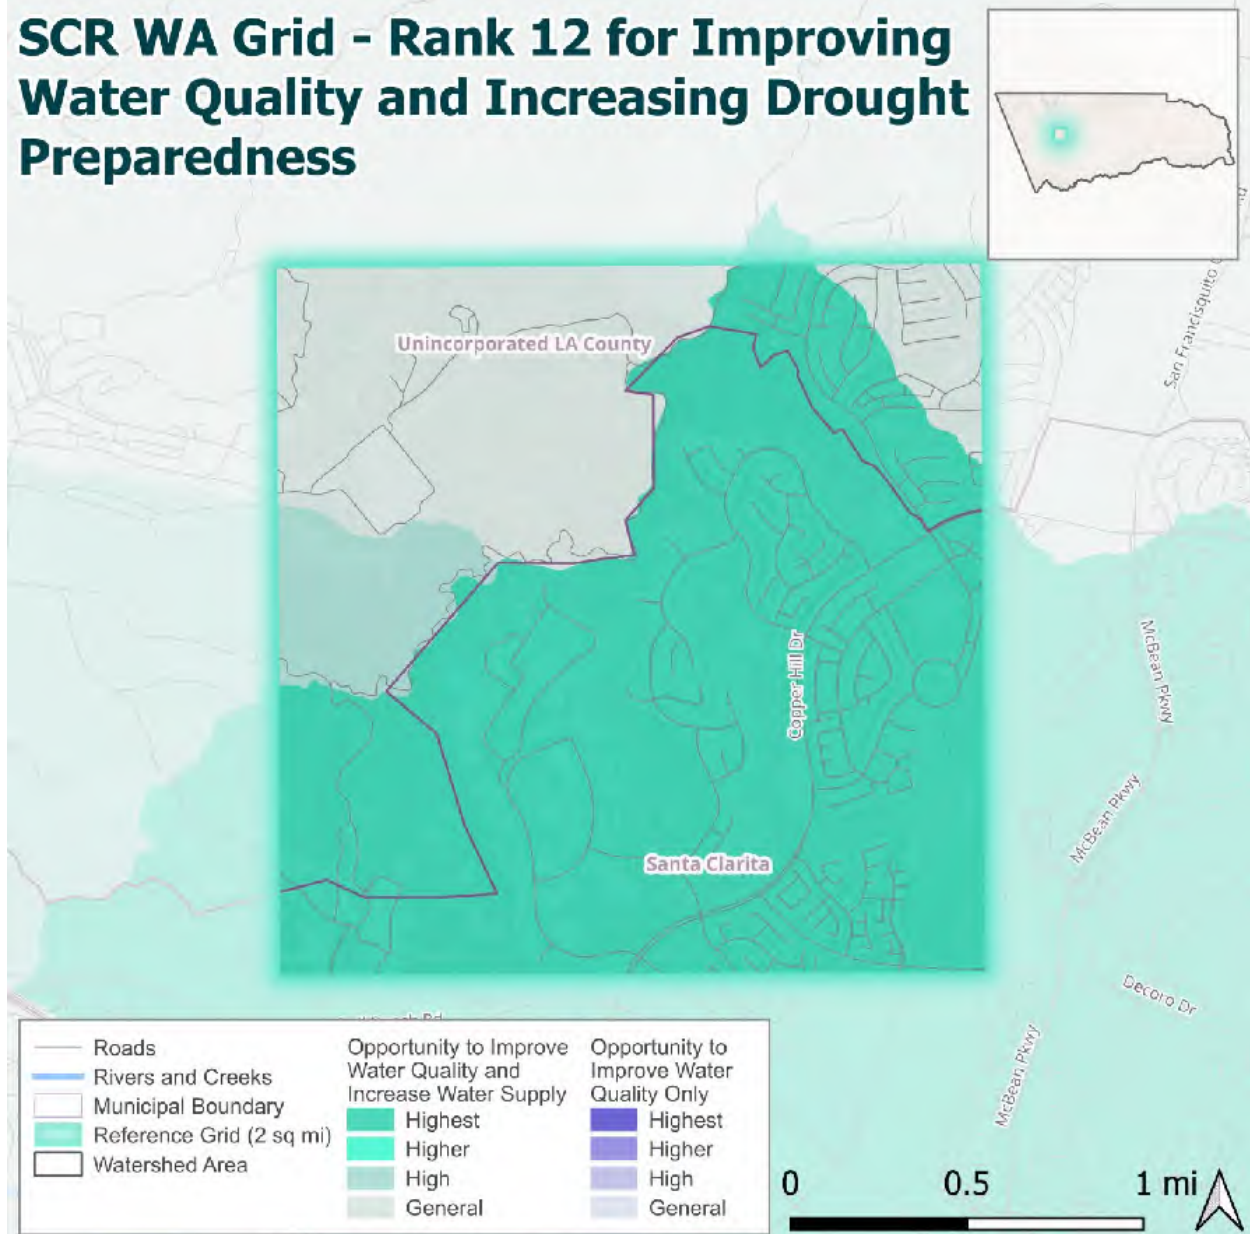 SCR WA Grid - Rank 12 for Improving
Water Quality and Increasing Drought
Preparedness
Unincorporated LA County
San Francisquito
McBean Pkwy
Copper Hill Dr
McBean Pkwy
Santa Clarita
Decoro Dr
McBean Pkwy
Rd
Roads
Rivers and Creeks
Municipal Boundary
Reference Grid (2 sq mi)
Watershed Area
Opportunity to Improve
Water Quality and
Increase Water Supply
Highest
Higher
High
General
Opportunity to
Improve Water
Quality Only
Highest
Higher
High
General
0 0.5 1 mi